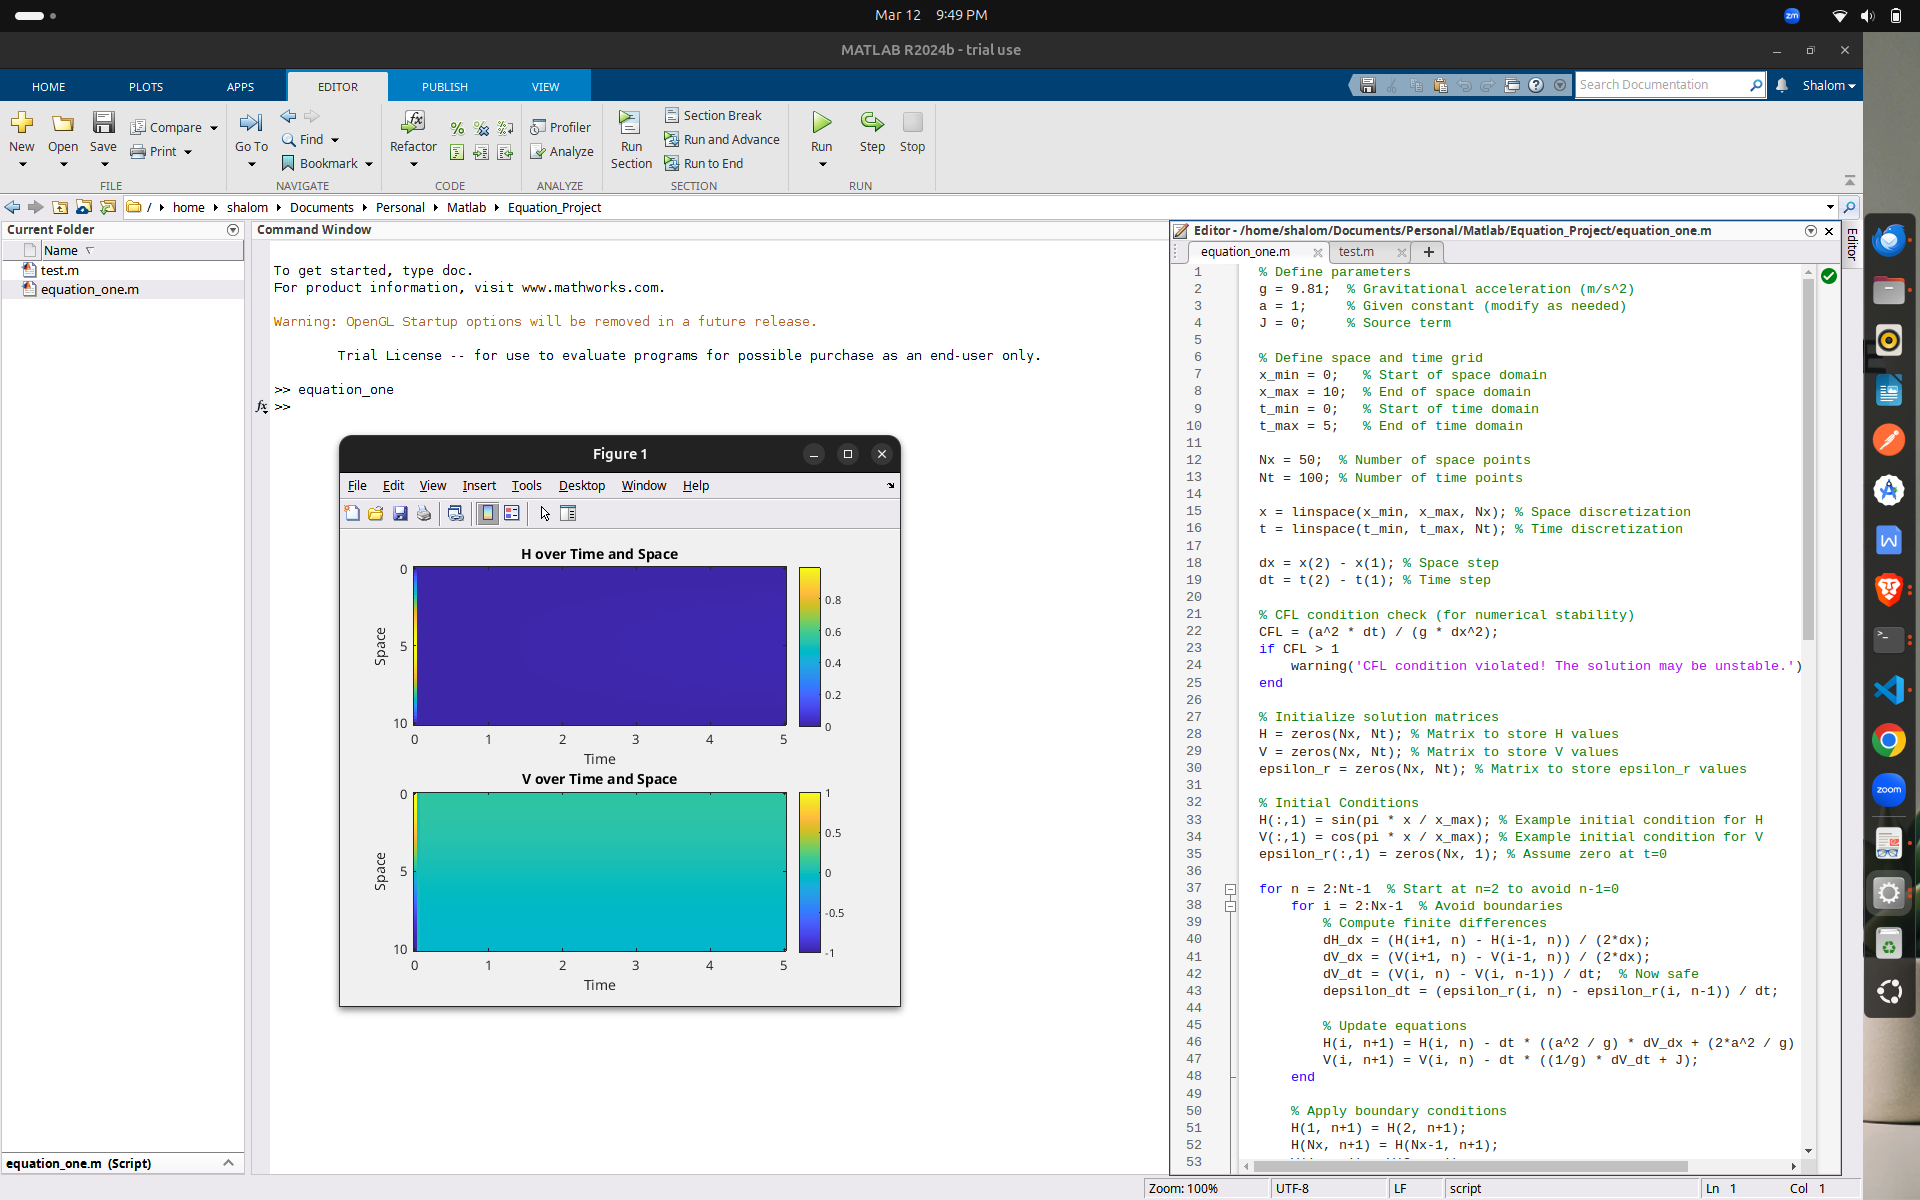 Mar 12 9:49 PM
zm
MATLAB R2024b - trial use
HOME PLOTS APPS EDITOR PUBLISH VIEW
Search Documentation
Shalom
New Open Save Compare Print
FILE
Go To Find Bookmark
NAVIGATE
Refactor
CODE
Profiler
Analyze
ANALYZE
Run Section
Section Break
Run and Advance
Run to End
SECTION
Run Step Stop
RUN
/ home shalom Documents Personal Matlab Equation_Project
Current Folder
Name
test.m
equation_one.m
equation_one.m (Script)
Command Window
To get started, type doc.
For product information, visit www.mathworks.com.
Warning: OpenGL Startup options will be removed in a future release.
Trial License -- for use to evaluate programs for possible purchase as an end-user only.
>> equation_one
fx >>
Figure 1
File Edit View Insert Tools Desktop Window Help
H over Time and Space
Space
0
5
10
0 1 2 3 4 5
Time
0.8
0.6
0.4
0.2
0
V over Time and Space
Space
0
5
10
0 1 2 3 4 5
Time
1
0.5
0
-0.5
-1
Editor - /home/shalom/Documents/Personal/Matlab/Equation_Project/equation_one.m
Editor
equation_one.m test.m +
1 % Define parameters
2 g = 9.81; % Gravitational acceleration (m/s^2)
3 a = 1; % Given constant (modify as needed)
4 J = 0; % Source term
5
6 % Define space and time grid
7 x_min = 0; % Start of space domain
8 x_max = 10; % End of space domain
9 t_min = 0; % Start of time domain
10 t_max = 5; % End of time domain
11
12 Nx = 50; % Number of space points
13 Nt = 100; % Number of time points
14
15 x = linspace(x_min, x_max, Nx); % Space discretization
16 t = linspace(t_min, t_max, Nt); % Time discretization
17
18 dx = x(2) - x(1); % Space step
19 dt = t(2) - t(1); % Time step
20
21 % CFL condition check (for numerical stability)
22 CFL = (a^2 * dt) / (g * dx^2);
23 if CFL > 1
24 warning('CFL condition violated! The solution may be unstable.')
25 end
26
27 % Initialize solution matrices
28 H = zeros(Nx, Nt); % Matrix to store H values
29 V = zeros(Nx, Nt); % Matrix to store V values
30 epsilon_r = zeros(Nx, Nt); % Matrix to store epsilon_r values
31
32 % Initial Conditions
33 H(:,1) = sin(pi * x / x_max); % Example initial condition for H
34 V(:,1) = cos(pi * x / x_max); % Example initial condition for V
35 epsilon_r(:,1) = zeros(Nx, 1); % Assume zero at t=0
36
37 for n = 2:Nt-1 % Start at n=2 to avoid n-1=0
38 for i = 2:Nx-1 % Avoid boundaries
39 % Compute finite differences
40 dH_dx = (H(i+1, n) - H(i-1, n)) / (2*dx);
41 dV_dx = (V(i+1, n) - V(i-1, n)) / (2*dx);
42 dV_dt = (V(i, n) - V(i, n-1)) / dt; % Now safe
43 depsilon_dt = (epsilon_r(i, n) - epsilon_r(i, n-1)) / dt;
44
45 % Update equations
46 H(i, n+1) = H(i, n) - dt * ((a^2 / g) * dV_dx + (2*a^2 / g)
47 V(i, n+1) = V(i, n) - dt * ((1/g) * dV_dt + J);
48 end
49
50 % Apply boundary conditions
51 H(1, n+1) = H(2, n+1);
52 H(Nx, n+1) = H(Nx-1, n+1);
53
zoom
Zoom: 100% UTF-8 LF script Ln 1 Col 1